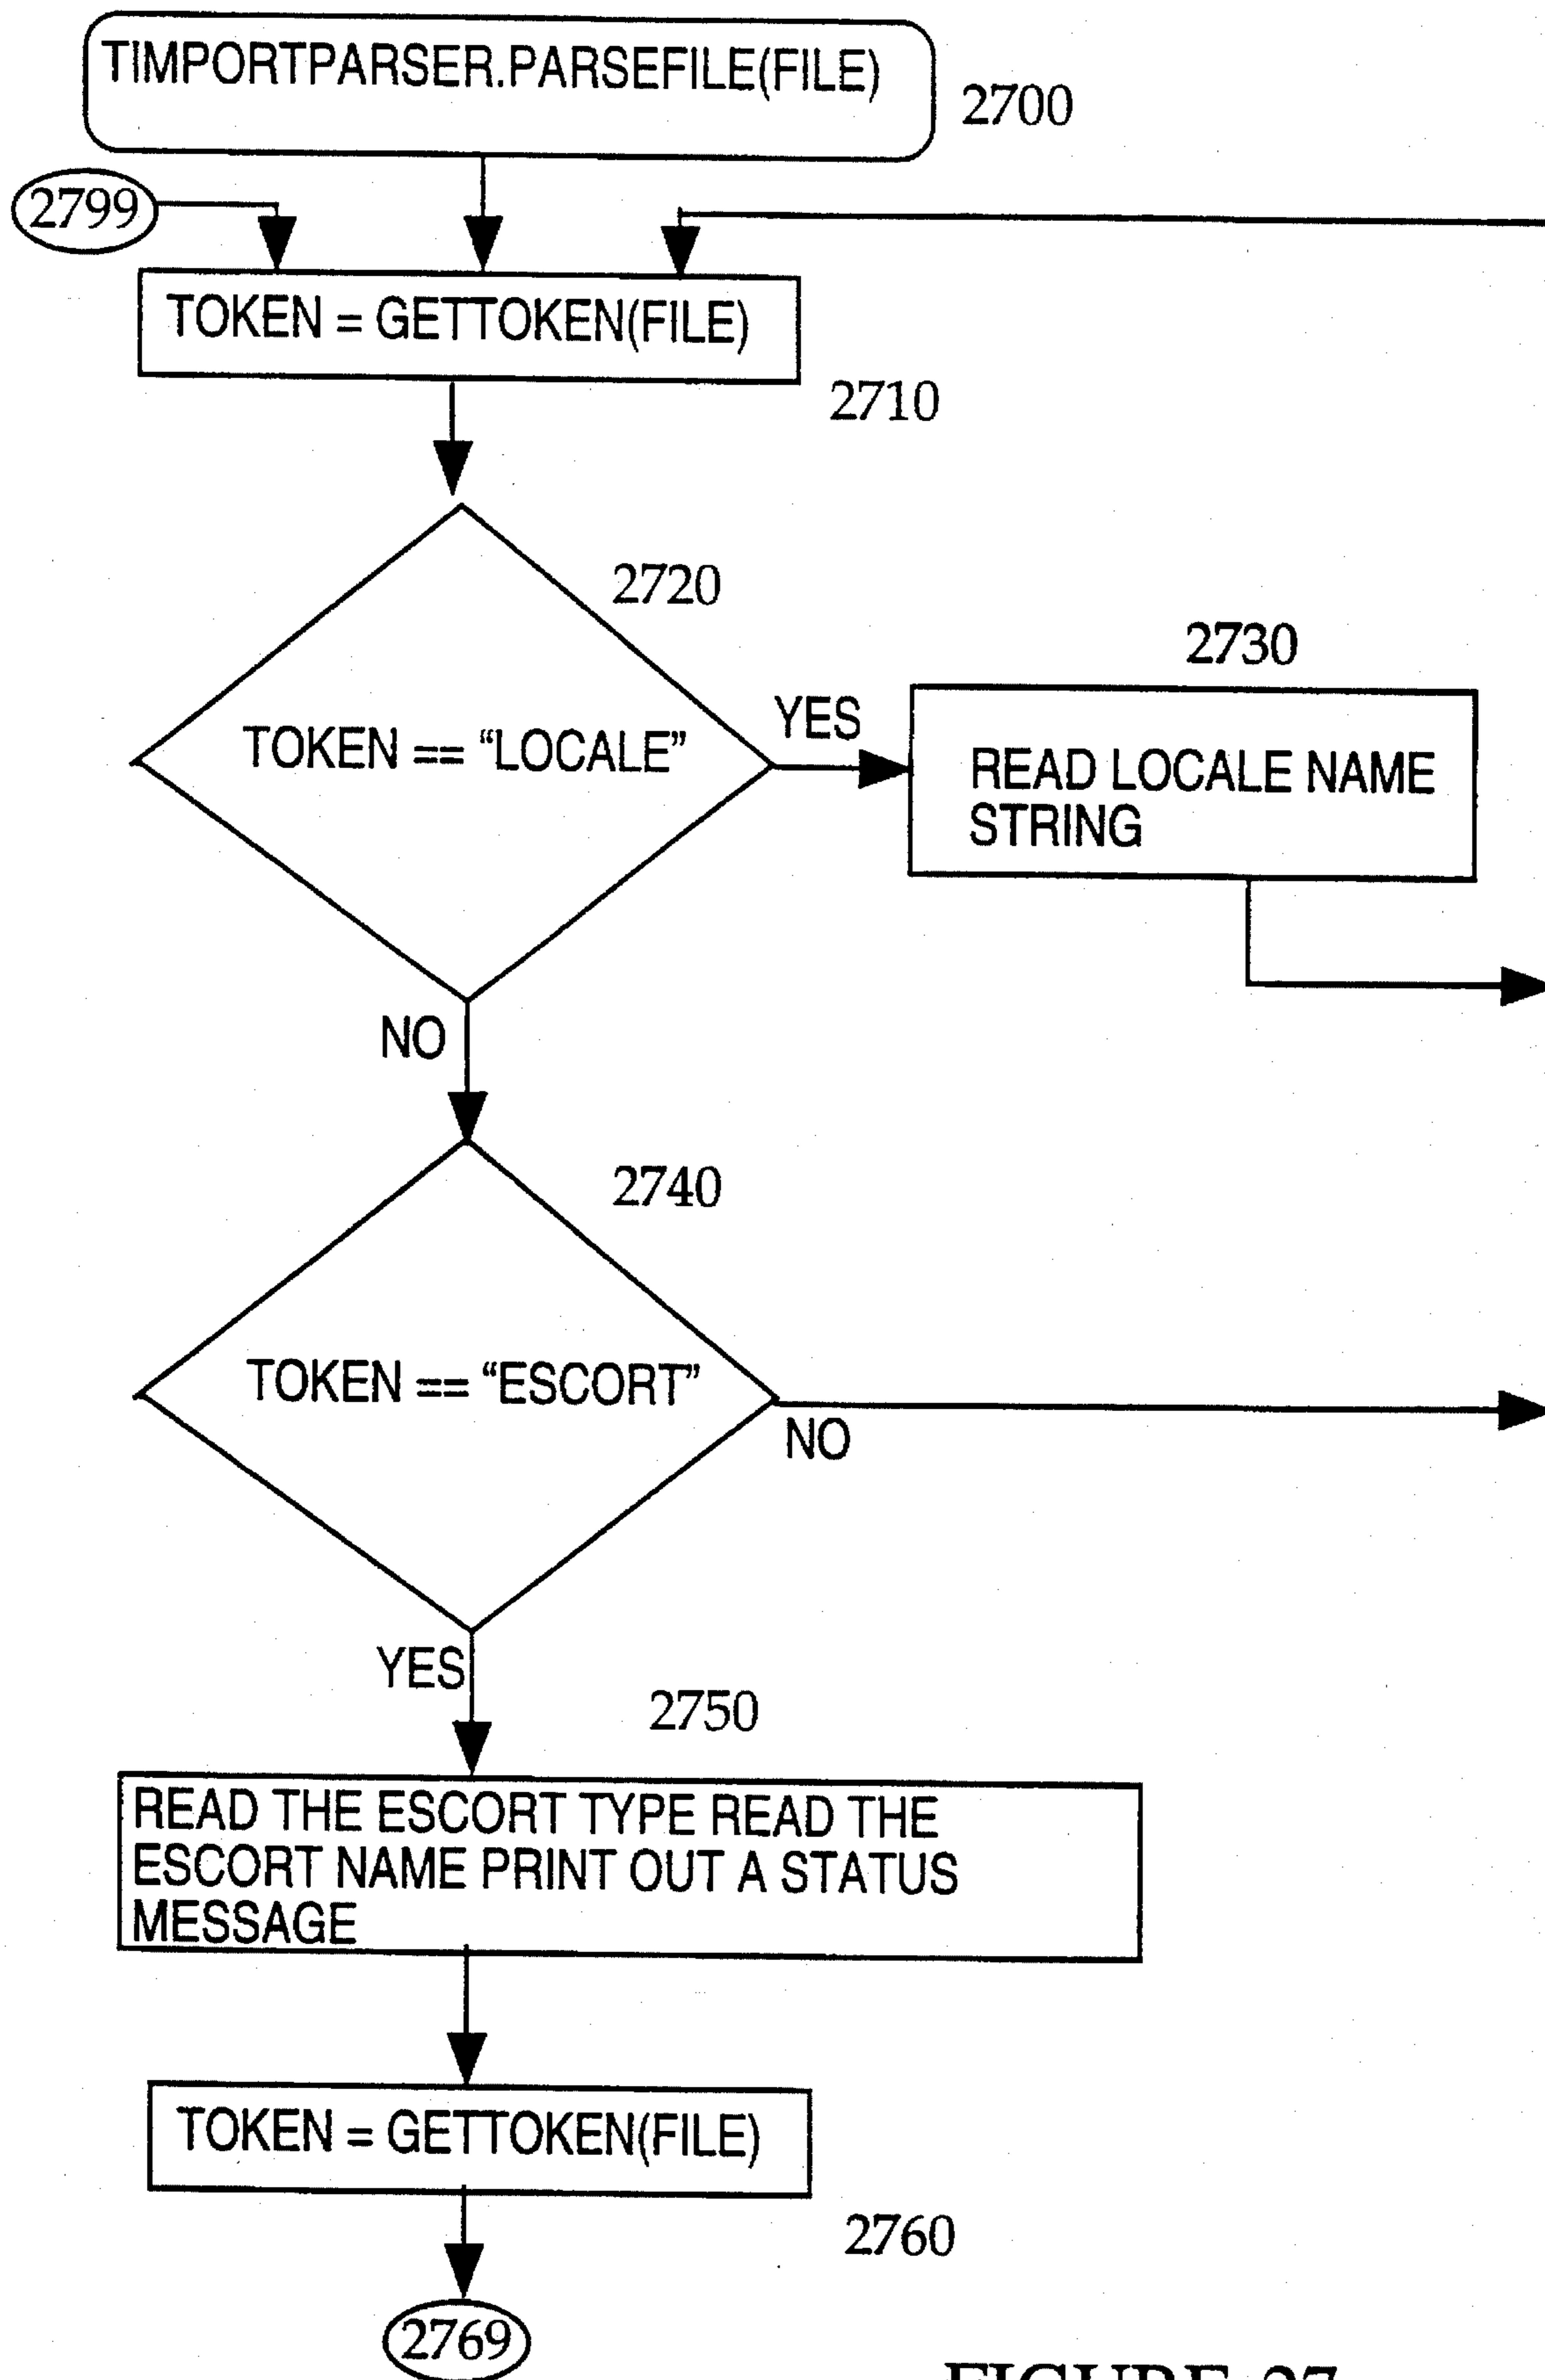 TIMPORTPARSER.PARSEFILE(FILE)
2700
2799
TOKEN = GETTOKEN(FILE)
2710
2720
TOKEN == “LOCALE”
YES
2730
READ LOCALE NAME
STRING
NO
2740
TOKEN == “ESCORT”
NO
YES
2750
READ THE ESCORT TYPE READ THE
ESCORT NAME PRINT OUT A STATUS
MESSAGE
TOKEN = GETTOKEN(FILE)
2760
2769
FIGURE 27